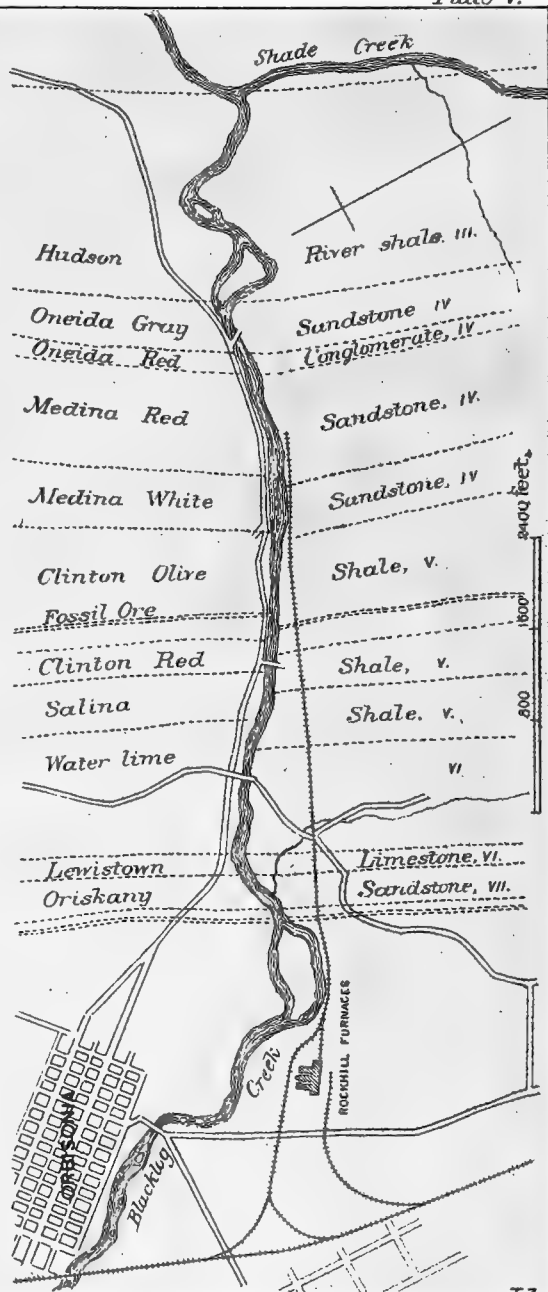 Shade Creek
Hudson River shale. III.
Oneida Gray Sandstone IV
Oneida Red Conglomerate, IV
Medina Red Sandstone, IV.
Medina White Sandstone, IV
2400 feet.
Clinton Olive Shale, V.
Fossil Ore
1600
Clinton Red Shale, V.
Salina Shale. V.
800
Water lime VI
Lewistown Limestone, VI.
Oriskany Sandstone, VII.
ROCKHILL FURNACES
Creek
ORBISONIA
Blacklog